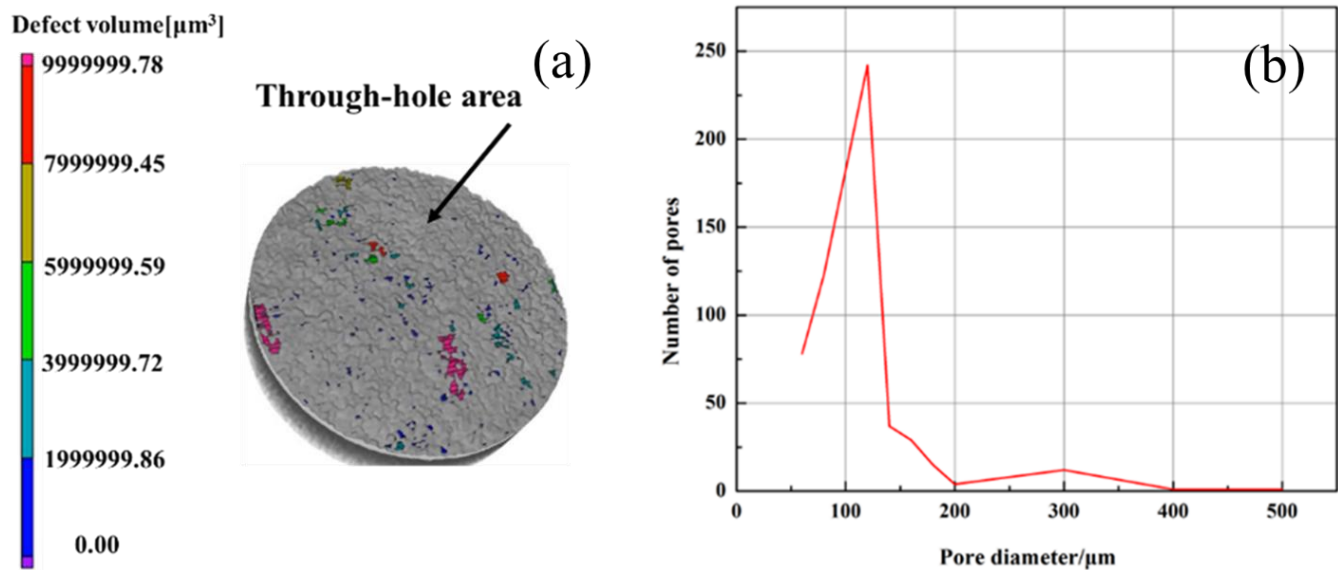 Defect volume[μm³]
9999999.78
7999999.45
5999999.59
3999999.72
1999999.86
0.00
(a)
Through-hole area
(b)
Number of pores
250
200
150
100
50
0
0 100 200 300 400 500
Pore diameter/μm